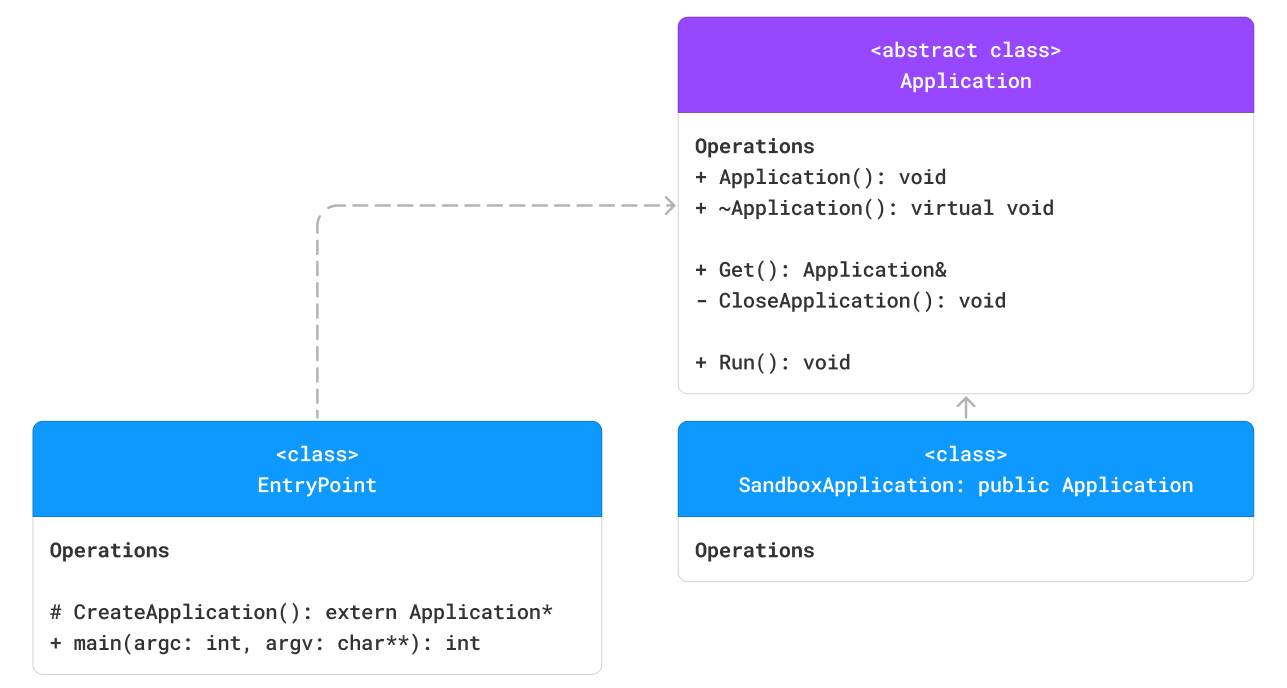 <abstract class>
Application
Operations
+ Application(): void
+ ~Application(): virtual void
+ Get(): Application&
- CloseApplication(): void
+ Run(): void
<class>
EntryPoint
Operations
# CreateApplication(): extern Application*
+ main(argc: int, argv: char**): int
<class>
SandboxApplication: public Application
Operations